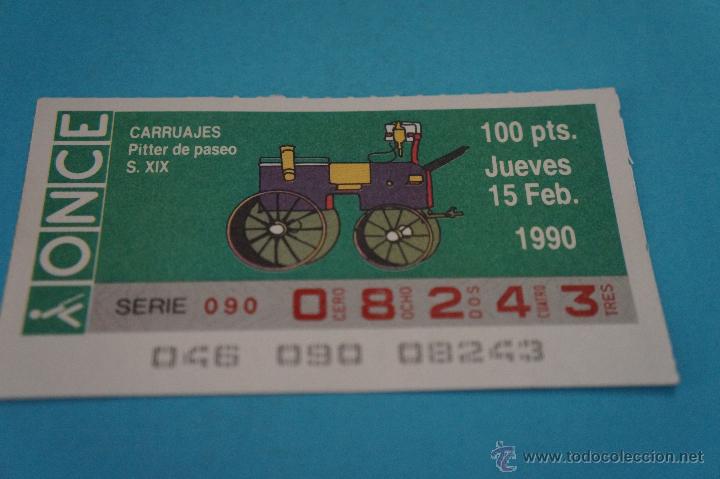 ONCE
CARRUAJES
Pitter de paseo
S. XIX
100 pts.
Jueves
15 Feb.
1990
SERIE 090 0 CERO 8 OCHO 2 DOS 4 CUATRO 3 TRES
046 090 08243
© www.todocoleccion.net